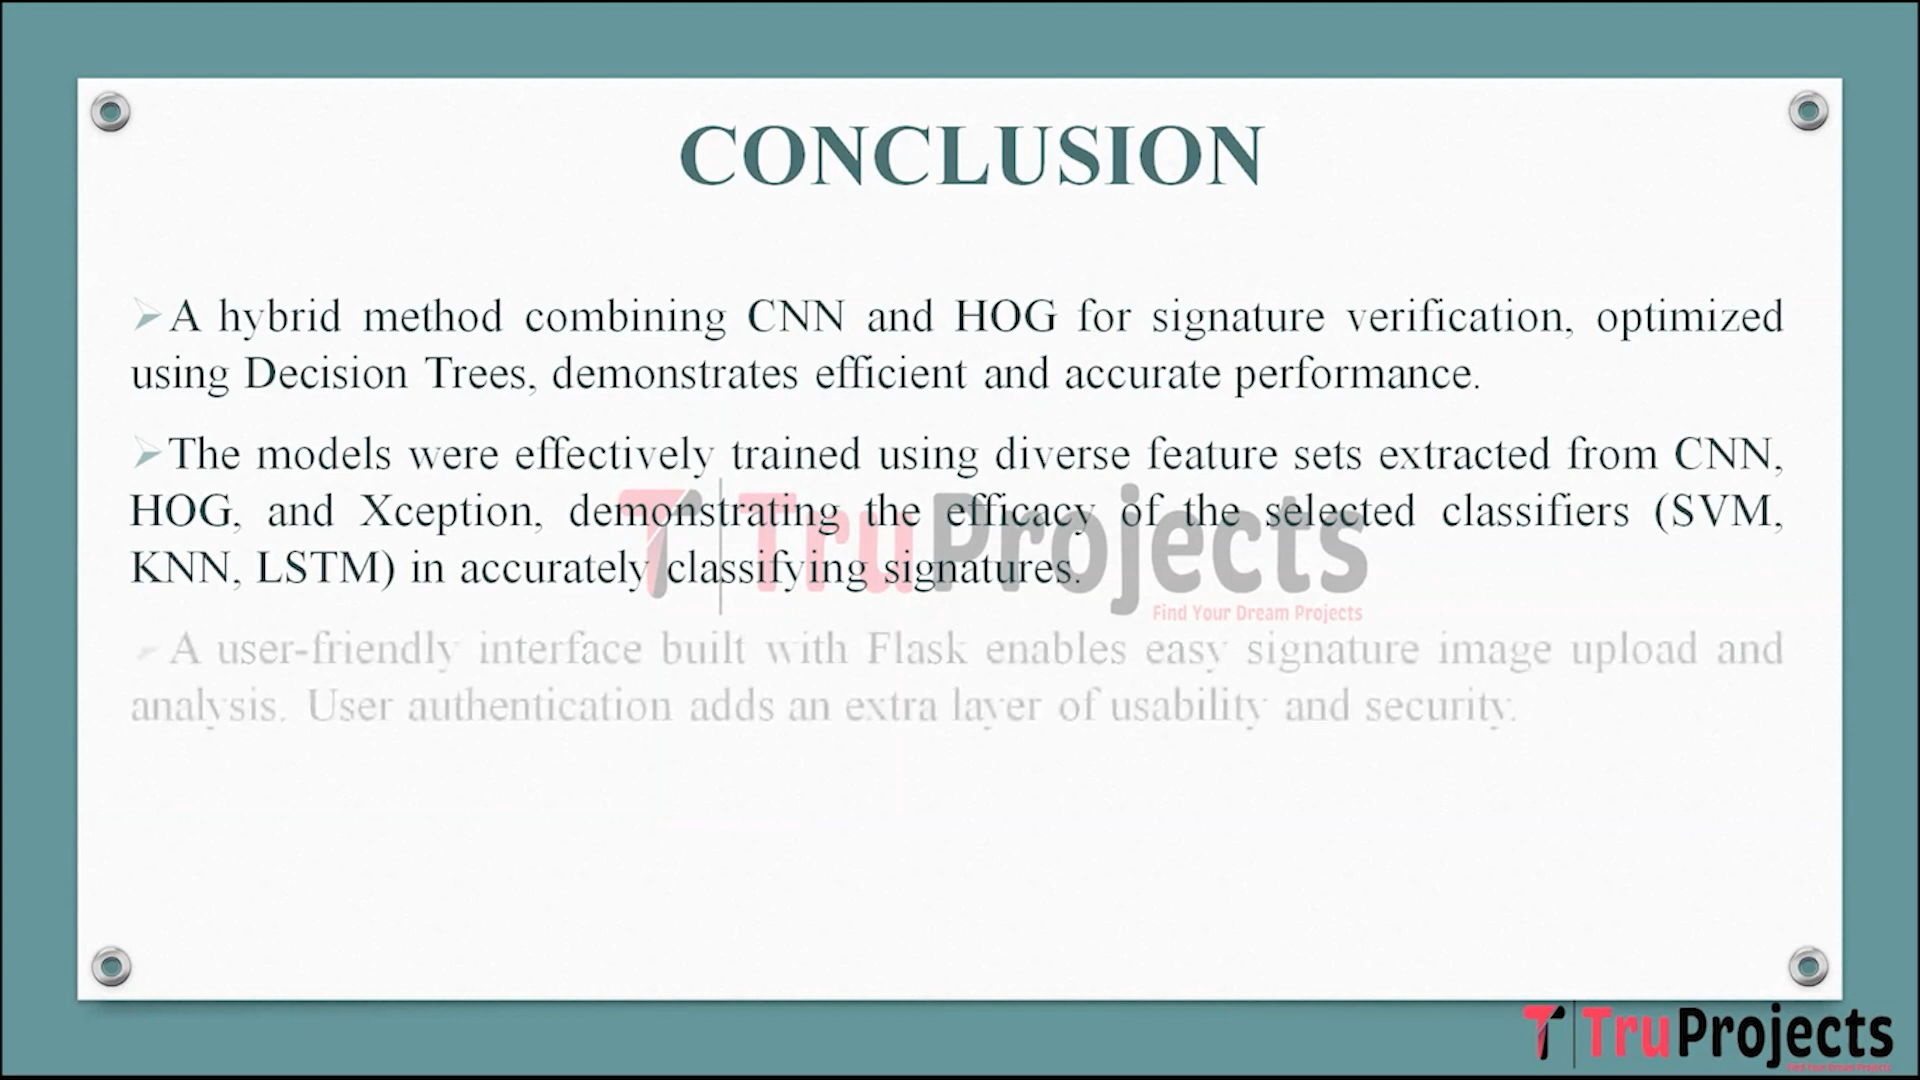 CONCLUSION
➢A hybrid method combining CNN and HOG for signature verification, optimized
using Decision Trees, demonstrates efficient and accurate performance.
➢The models were effectively trained using diverse feature sets extracted from CNN,
HOG, and Xception, demonstrating the efficacy of the selected classifiers (SVM,
KNN, LSTM) in accurately classifying signatures.
TruProjects
Find Your Dream Projects
A user-friendly interface built with Flask enables easy signature image upload and
analysis. User authentication adds an extra layer of usability and security.
TruProjects
Find Your Dream Projects